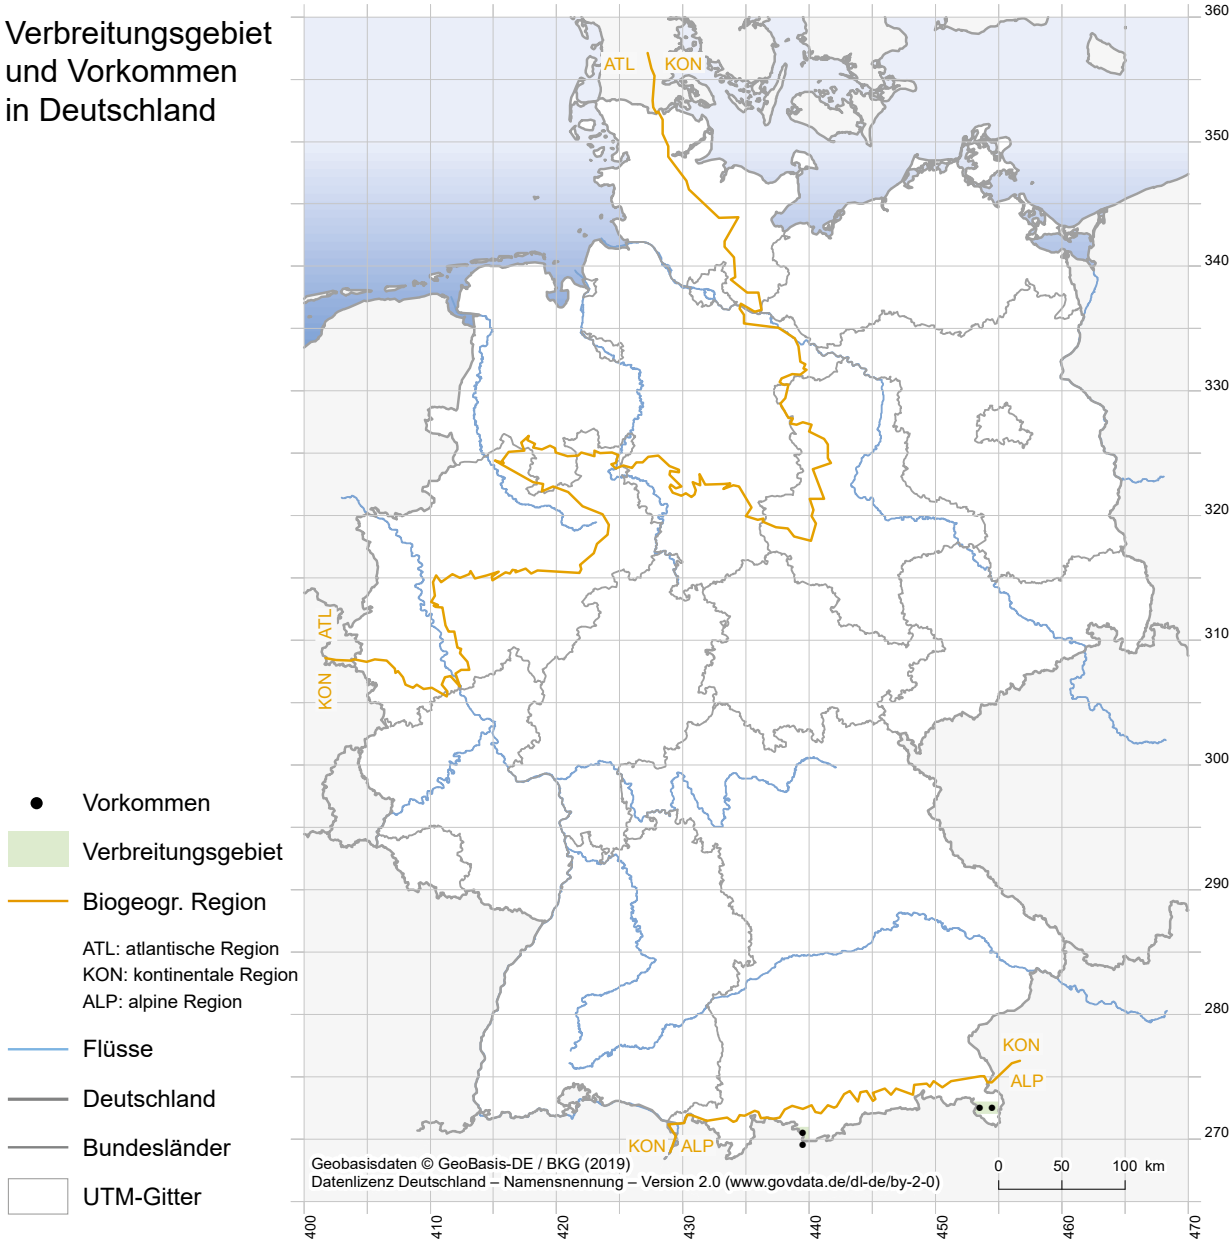 Verbreitungsgebiet
und Vorkommen
in Deutschland
ATL KON
360
350
340
330
320
310
300
290
280
270
ATL
KON
Vorkommen
Verbreitungsgebiet
Biogeogr. Region
ATL: atlantische Region
KON: kontinentale Region
ALP: alpine Region
Flüsse
Deutschland
Bundesländer
UTM-Gitter
KON
ALP
KON ALP
Geobasisdaten © GeoBasis-DE / BKG (2019)
Datenlizenz Deutschland – Namensnennung – Version 2.0 (www.govdata.de/dl-de/by-2-0)
0 50 100 km
400 410 420 430 440 450 460 470